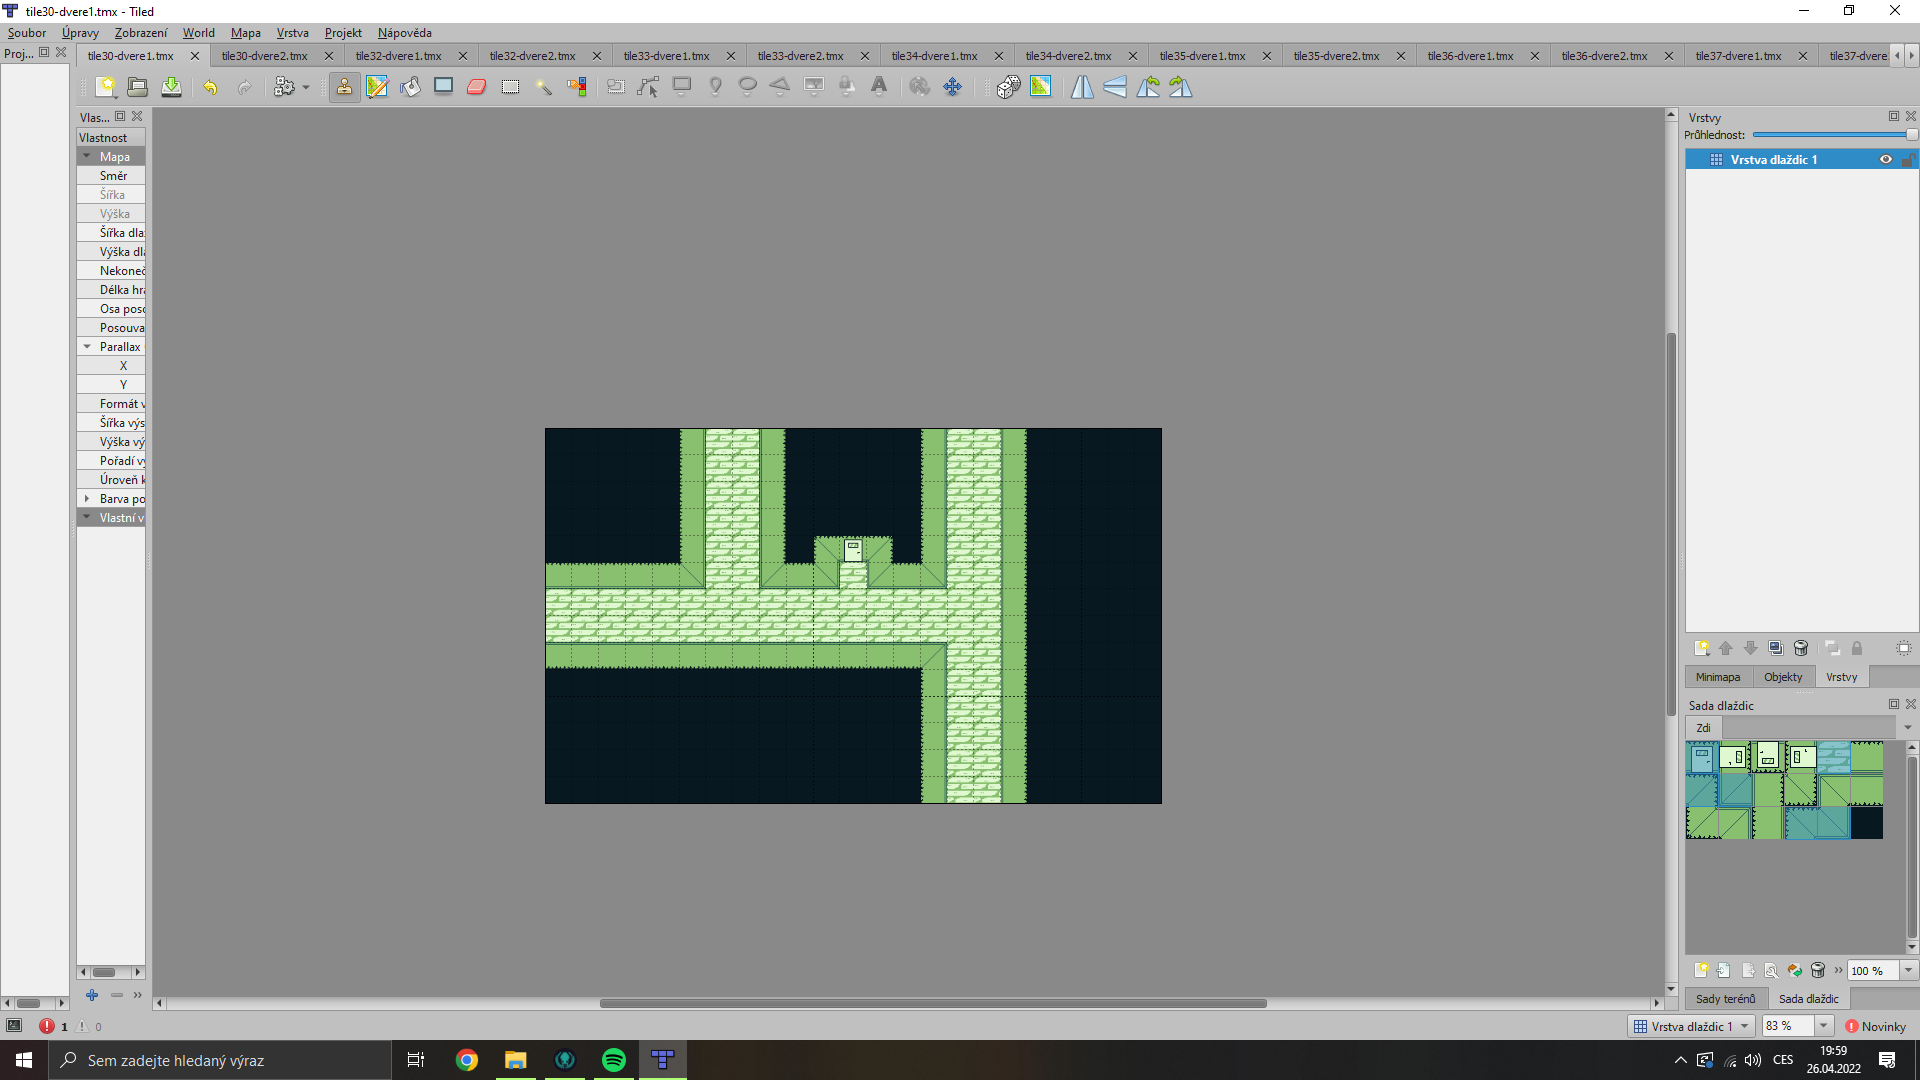 tile30-dvere1.tmx - Tiled
Soubor Úpravy Zobrazení World Mapa Vrstva Projekt Nápověda
Proj... tile30-dvere1.tmx tile30-dvere2.tmx tile32-dvere1.tmx tile32-dvere2.tmx tile33-dvere1.tmx tile33-dvere2.tmx tile34-dvere1.tmx tile34-dvere2.tmx tile35-dvere1.tmx tile35-dvere2.tmx tile36-dvere1.tmx tile36-dvere2.tmx tile37-dvere1.tmx tile37-dvere
Vlas...
Vlastnost
Mapa
Směr
Šířka
Výška
Šířka dla
Výška dl
Nekoneč
Délka hr
Osa poso
Posouva
Parallax
X
Y
Formát v
Šířka výs
Výška vý
Pořadí vy
Úroveň k
Barva po
Vlastní v
Vrstvy
Průhlednost:
Vrstva dlaždic 1
Minimapa Objekty Vrstvy
Sada dlaždic
Zdi
100 %
Sady terénů Sada dlaždic
1 0
Vrstva dlaždic 1 83 % Novinky
Sem zadejte hledaný výraz
CES
19:59
26.04.2022